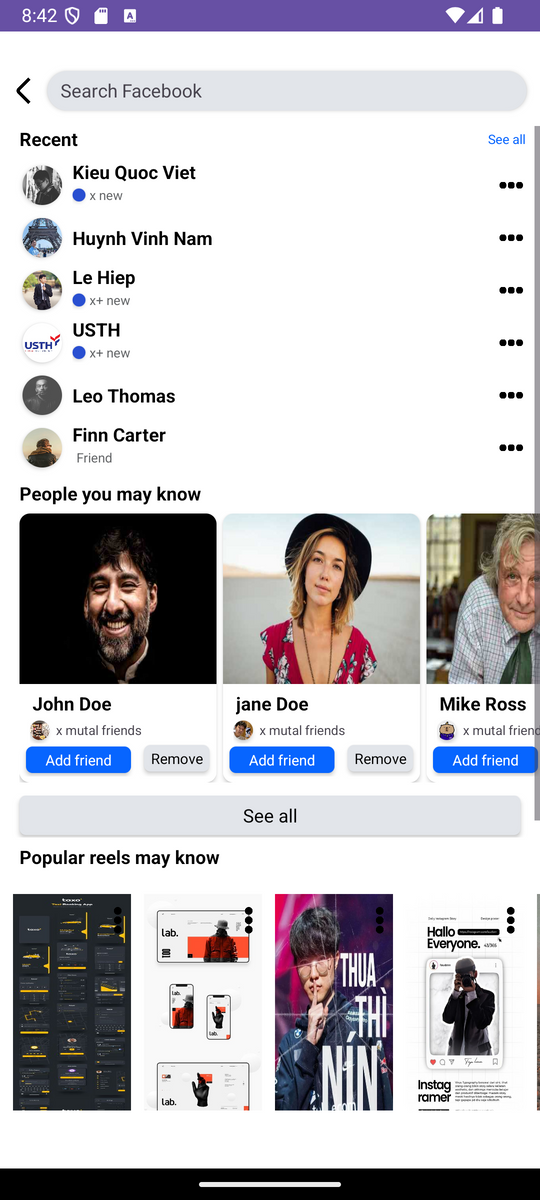 8:42
Search Facebook
Recent
See all
Kieu Quoc Viet
x new
Huynh Vinh Nam
Le Hiep
x+ new
USTH
USTH
x+ new
Leo Thomas
Finn Carter
Friend
People you may know
John Doe
jane Doe
Mike Ross
x mutal friends
x mutal friends
x mutal friend
Add friend
Remove
Add friend
Remove
Add friend
See all
Popular reels may know
taxo
lab.
lab.
THUA
THÌ
NÍN
Hallo
Everyone.
Instag
ramer